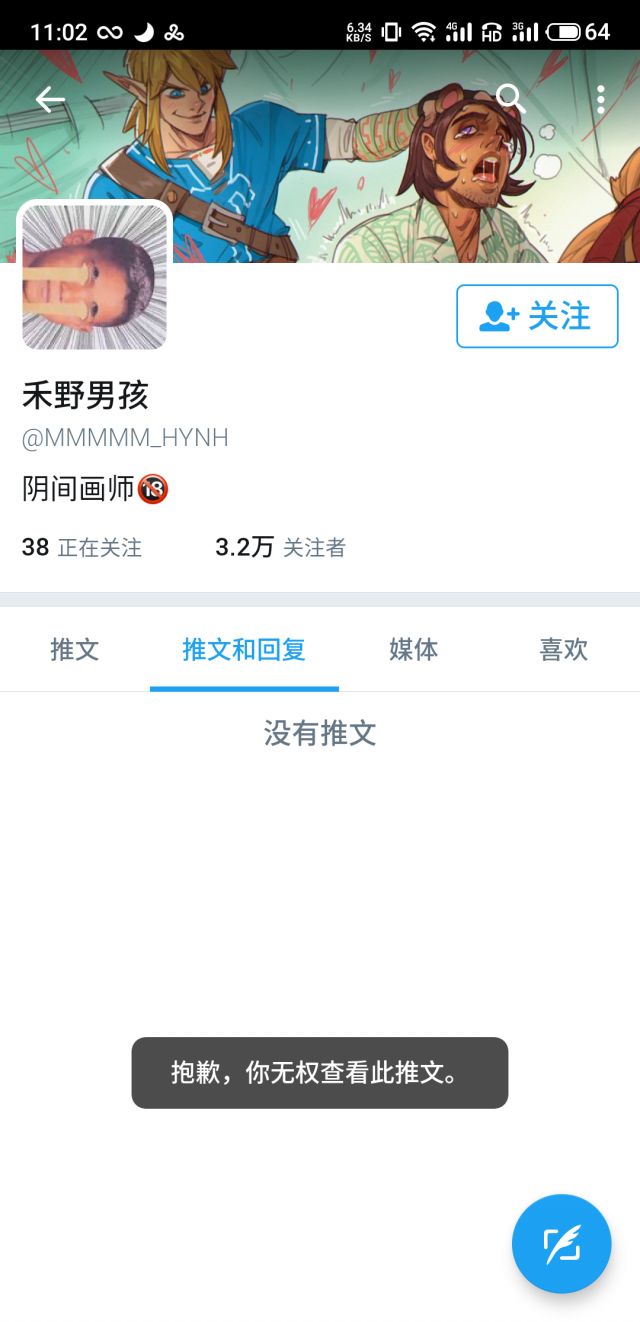 11:02
6.34
KB/S
4G
HD
3G
64
关注
禾野男孩
@MMMMM_HYNH
阴间画师🔞
38 正在关注 3.2万 关注者
推文 推文和回复 媒体 喜欢
没有推文
抱歉，你无权查看此推文。